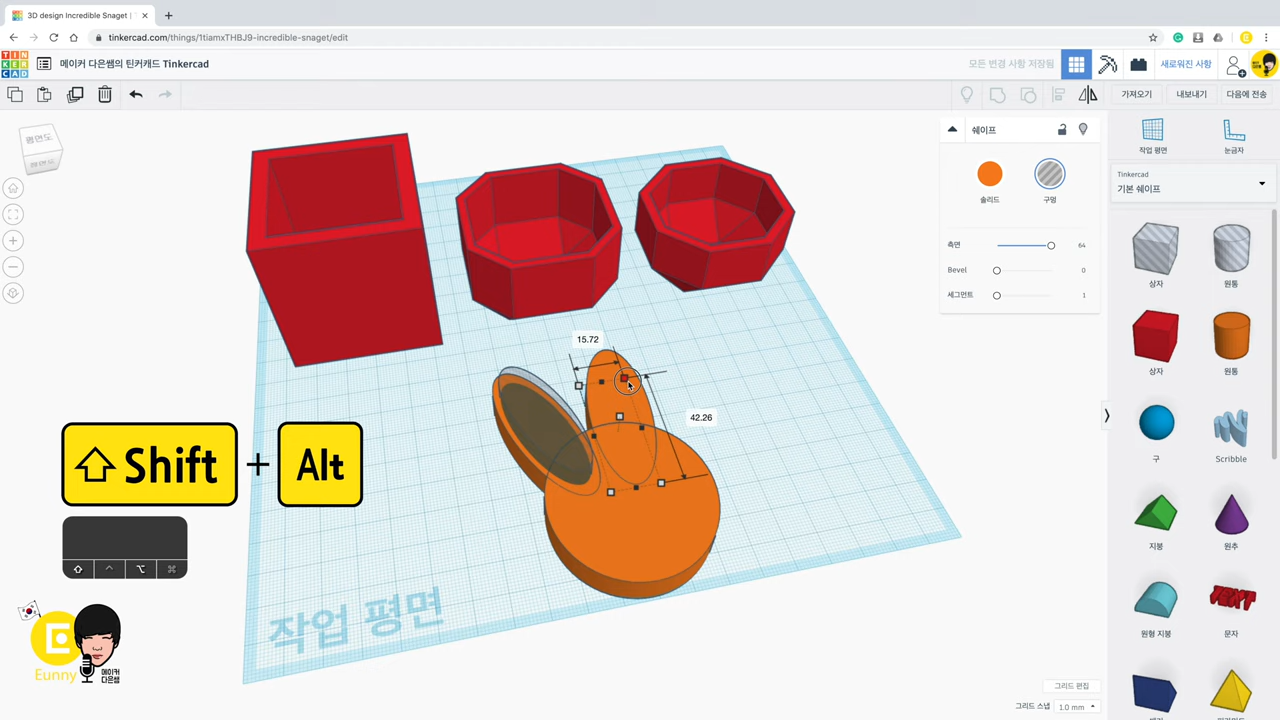 3D design Incredible Snaget |
tinkercad.com/things/1tiamxTHBJ9-incredible-snaget/edit
TIN
KER
CAD
메이커 다은쌤의 틴커캐드 Tinkercad
모든 변경 사항 저장됨
새로워진 사항
가져오기
내보내기
다음에 전송
평면도
쉐이프
솔리드
구멍
측면
64
Bevel
0
세그먼트
1
작업 평면
눈금자
Tinkercad
기본 쉐이프
상자
원통
상자
원통
구
Scribble
지붕
원추
TEXT
원형 지붕
문자
15.72
42.26
Shift + Alt
작업 평면
Eunny
메이커
다은쌤
그리드 편집
그리드 스냅
1.0 mm